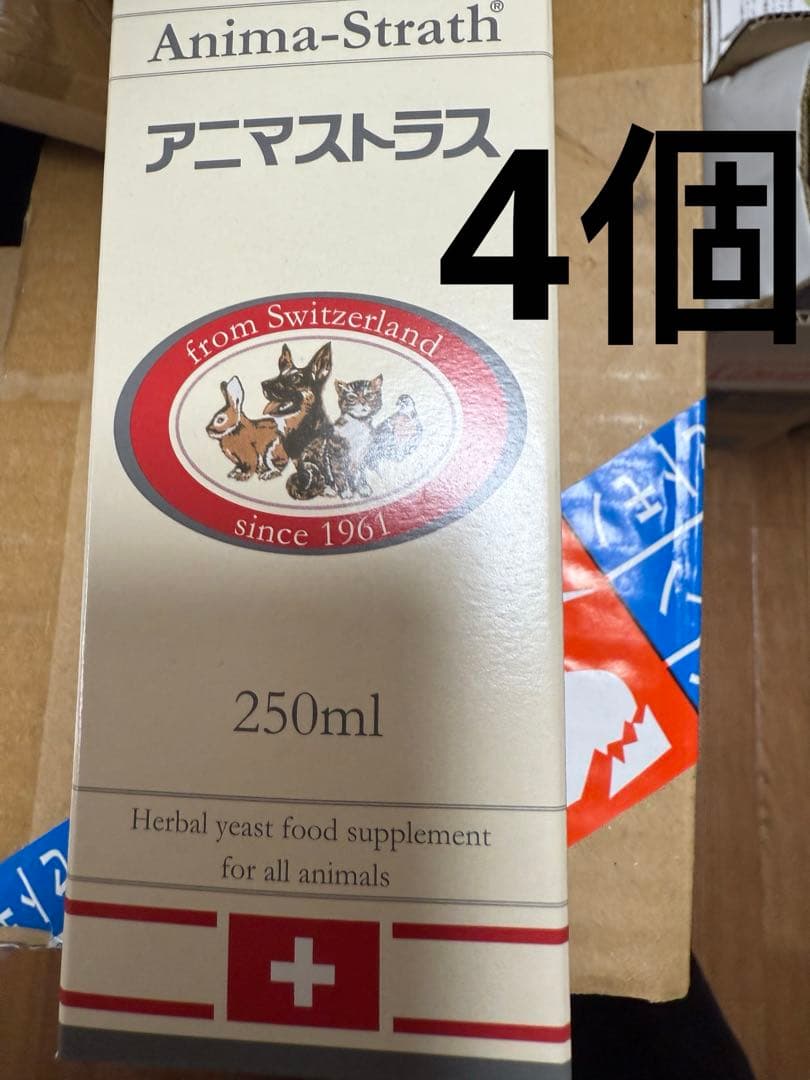 Anima-Strath®
アニマストラス
4個
from Switzerland
since 1961
250ml
Herbal yeast food supplement
for all animals